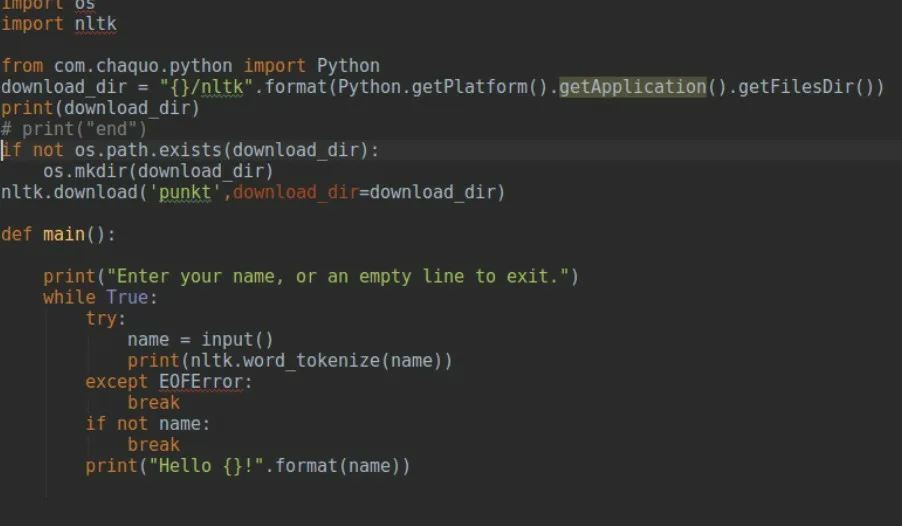 import os
import nltk
from com.chaquo.python import Python
download_dir = "{}/nltk".format(Python.getPlatform().getApplication().getFilesDir())
print(download_dir)
# print("end")
if not os.path.exists(download_dir):
    os.mkdir(download_dir)
nltk.download('punkt',download_dir=download_dir)
def main():
    print("Enter your name, or an empty line to exit.")
    while True:
        try:
            name = input()
            print(nltk.word_tokenize(name))
        except EOFError:
            break
        if not name:
            break
        print("Hello {}!".format(name))